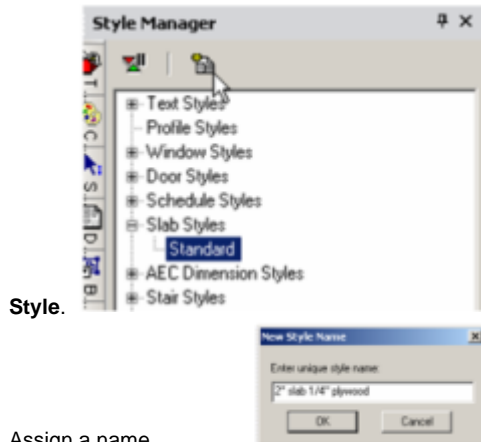 Style Manager
Text Styles
Profile Styles
Window Styles
Door Styles
Schedule Styles
Slab Styles
Standard
AEC Dimension Styles
Stair Styles
T
C
S
D
B
Style.
New Style Name
Enter unique style name:
2" slab 1/4" plywood
OK Cancel
Assign a name